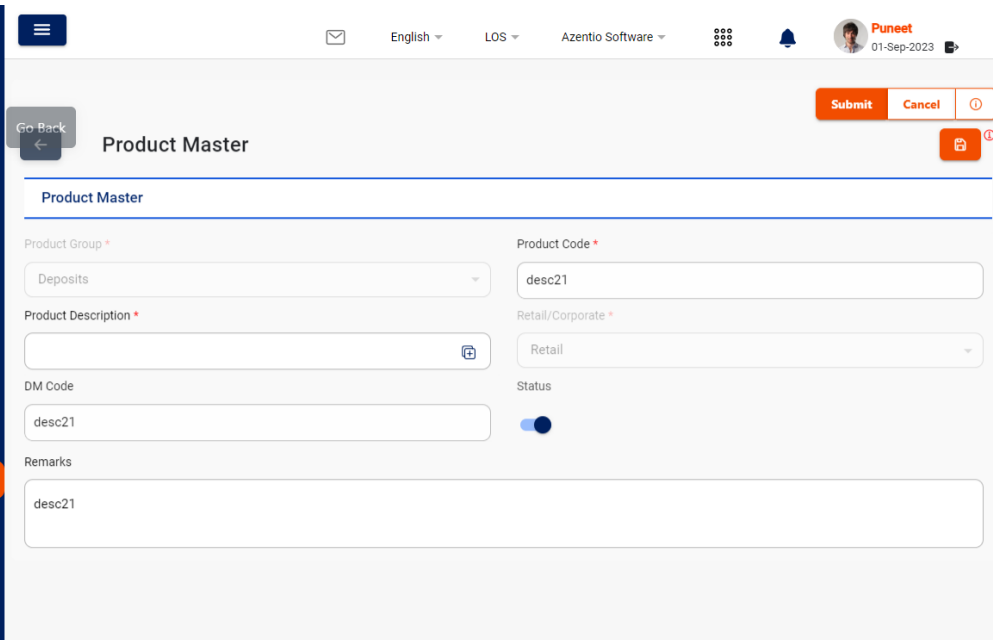 English LOS Azentio Software Puneet
01-Sep-2023
Submit Cancel
Go Back
Product Master
Product Master
Product Group * Product Code *
Deposits desc21
Product Description * Retail/Corporate *
Retail
DM Code Status
desc21
Remarks
desc21